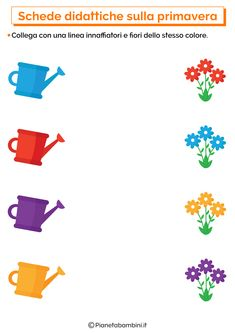 Schede didattiche sulla primavera
• Collega con una linea innaffiatori e fiori dello stesso colore.
© Pianetabambini.it